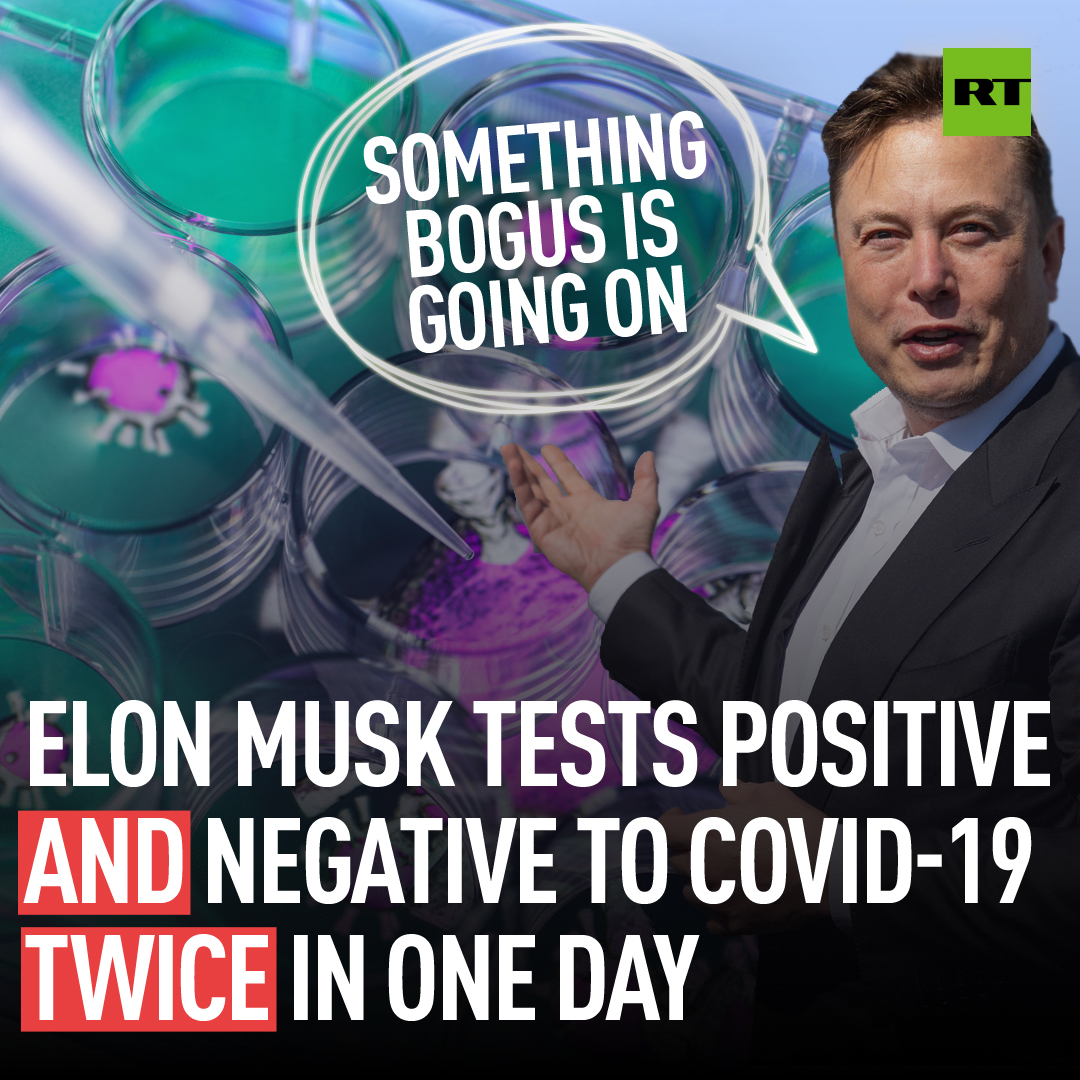 RT
SOMETHING
BOGUS IS
GOING ON
ELON MUSK TESTS POSITIVE
AND NEGATIVE TO COVID-19
TWICE IN ONE DAY